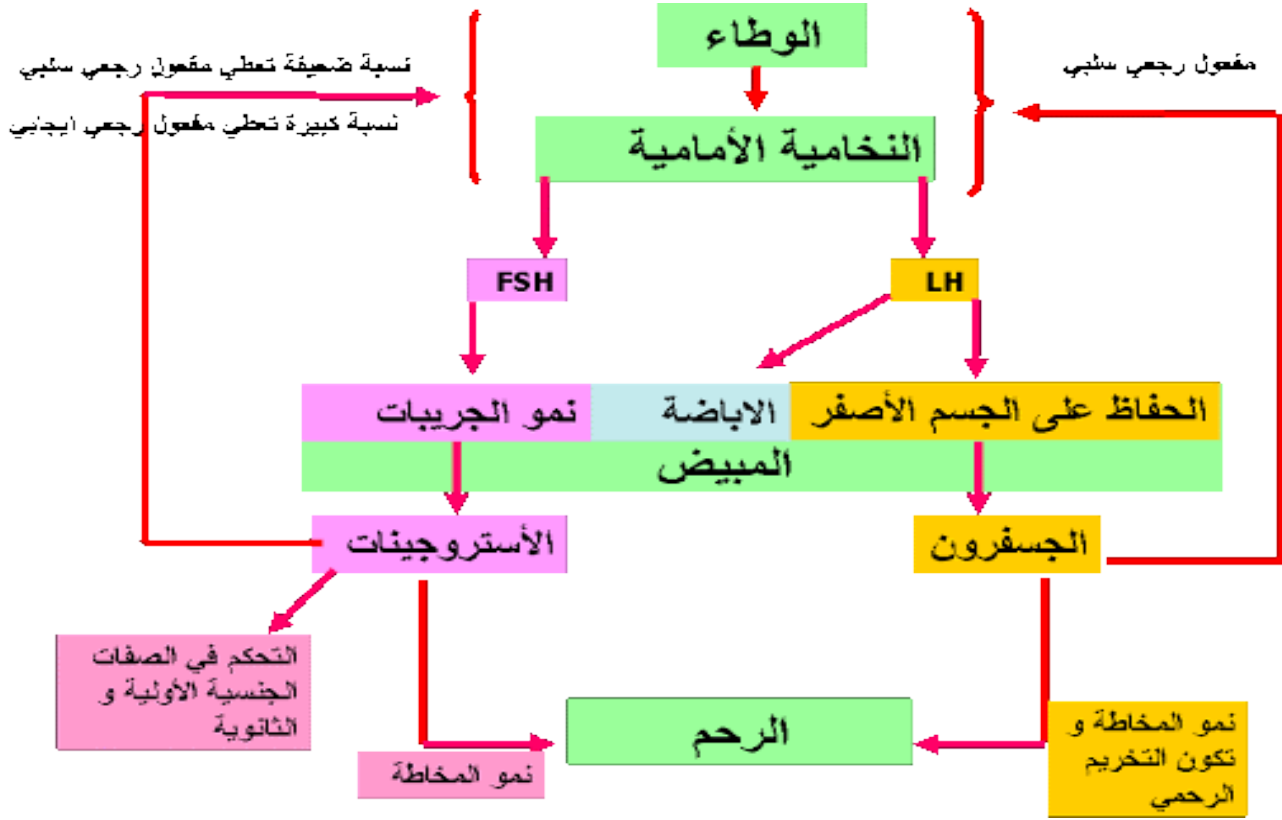 الوطاء
نسبة ضعيفة تعطي مفعول رجعي سلبي
مفعول رجعي سلبي
نسبة كبيرة تعطي مفعول رجعي ايجابي
النخامية الأمامية
FSH
LH
نمو الجريبات
الاباضة
الحفاظ على الجسم الأصفر
المبيض
الأستروجينات
الجسفرون
التحكم في الصفات
الجنسية الأولية و
الثانوية
الرحم
نمو المخاطة
نمو المخاطة و
تكون التخريم
الرحمي